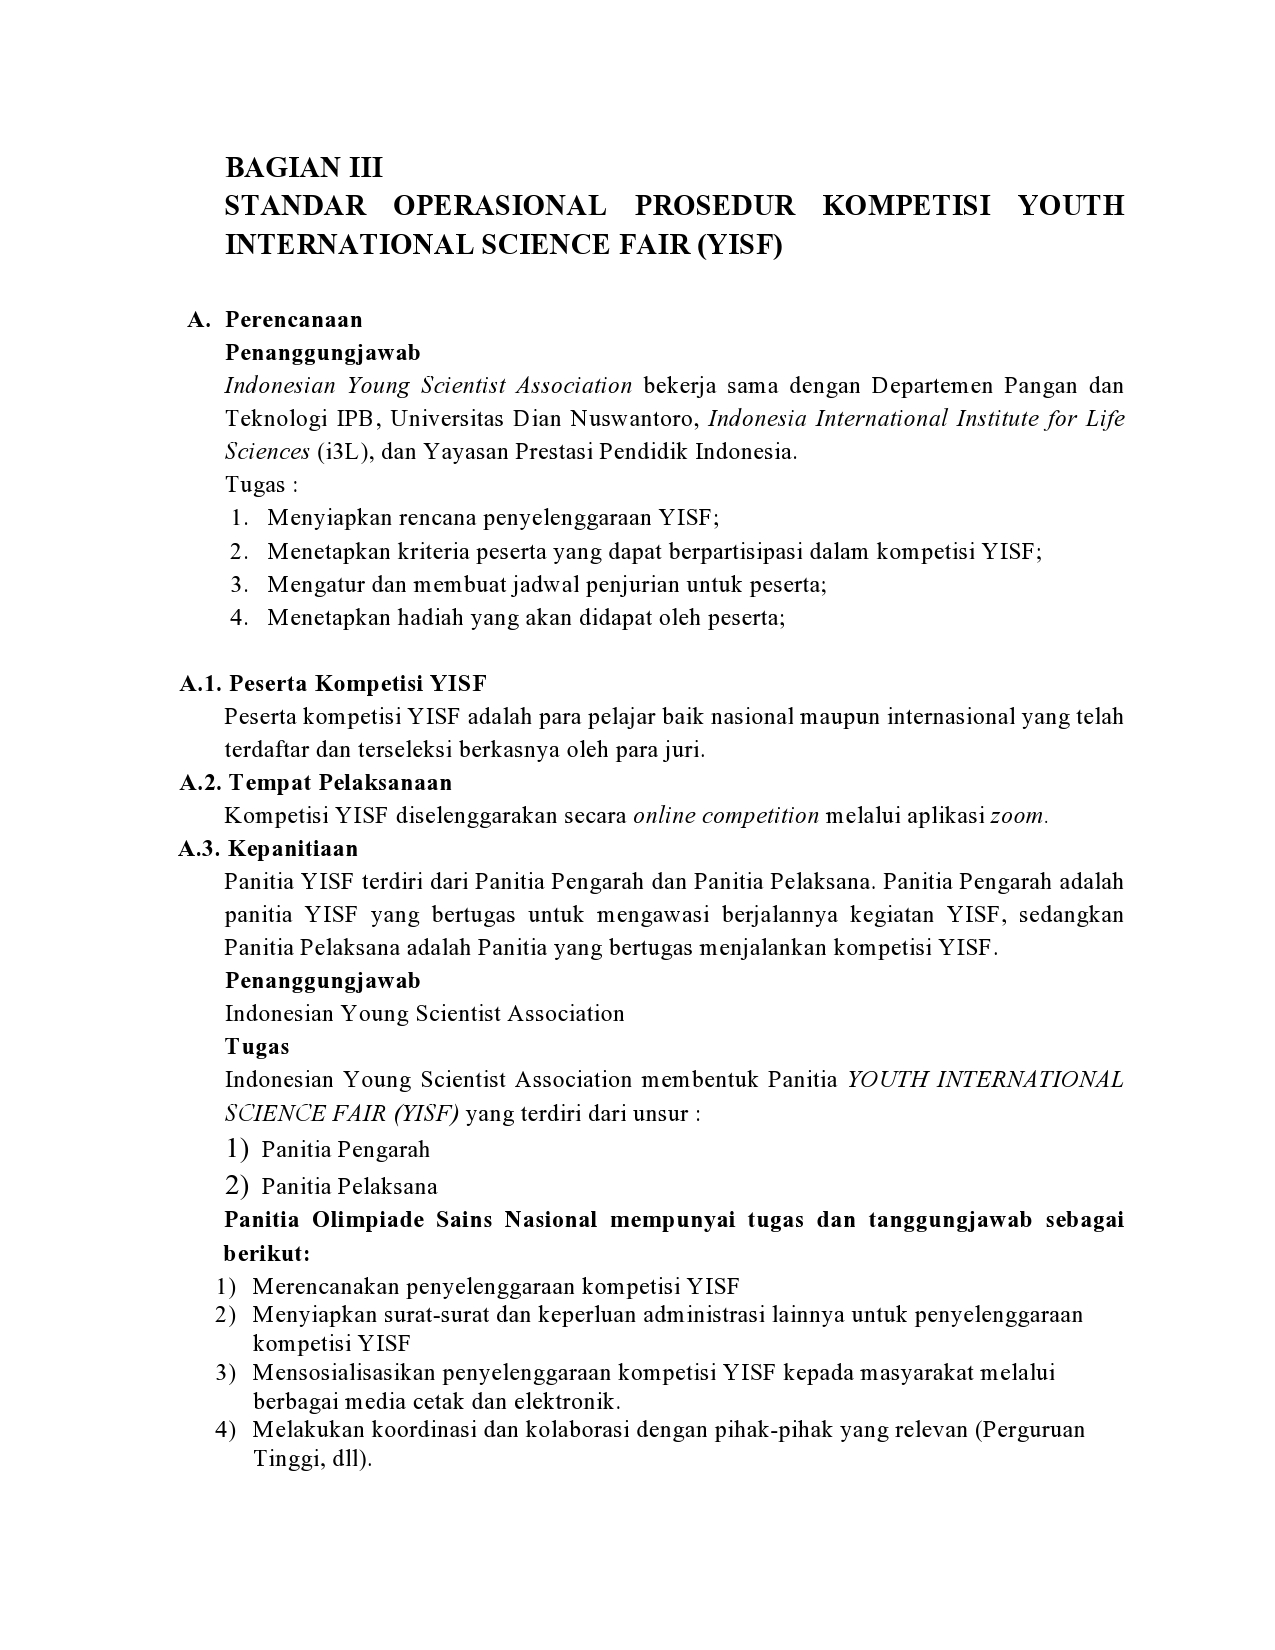 BAGIAN III
STANDAR OPERASIONAL PROSEDUR KOMPETISI YOUTH
INTERNATIONAL SCIENCE FAIR (YISF)
A. Perencanaan
Penanggungjawab
Indonesian Young Scientist Association bekerja sama dengan Departemen Pangan dan
Teknologi IPB, Universitas Dian Nuswantoro, Indonesia International Institute for Life
Sciences (i3L), dan Yayasan Prestasi Pendidik Indonesia.
Tugas :
1. Menyiapkan rencana penyelenggaraan YISF;
2. Menetapkan kriteria peserta yang dapat berpartisipasi dalam kompetisi YISF;
3. Mengatur dan membuat jadwal penjurian untuk peserta;
4. Menetapkan hadiah yang akan didapat oleh peserta;
A.1. Peserta Kompetisi YISF
Peserta kompetisi YISF adalah para pelajar baik nasional maupun internasional yang telah
terdaftar dan terseleksi berkasnya oleh para juri.
A.2. Tempat Pelaksanaan
Kompetisi YISF diselenggarakan secara online competition melalui aplikasi zoom.
A.3. Kepanitiaan
Panitia YISF terdiri dari Panitia Pengarah dan Panitia Pelaksana. Panitia Pengarah adalah
panitia YISF yang bertugas untuk mengawasi berjalannya kegiatan YISF, sedangkan
Panitia Pelaksana adalah Panitia yang bertugas menjalankan kompetisi YISF.
Penanggungjawab
Indonesian Young Scientist Association
Tugas
Indonesian Young Scientist Association membentuk Panitia YOUTH INTERNATIONAL
SCIENCE FAIR (YISF) yang terdiri dari unsur :
1) Panitia Pengarah
2) Panitia Pelaksana
Panitia Olimpiade Sains Nasional mempunyai tugas dan tanggungjawab sebagai
berikut:
1) Merencanakan penyelenggaraan kompetisi YISF
2) Menyiapkan surat-surat dan keperluan administrasi lainnya untuk penyelenggaraan
kompetisi YISF
3) Mensosialisasikan penyelenggaraan kompetisi YISF kepada masyarakat melalui
berbagai media cetak dan elektronik.
4) Melakukan koordinasi dan kolaborasi dengan pihak-pihak yang relevan (Perguruan
Tinggi, dll).